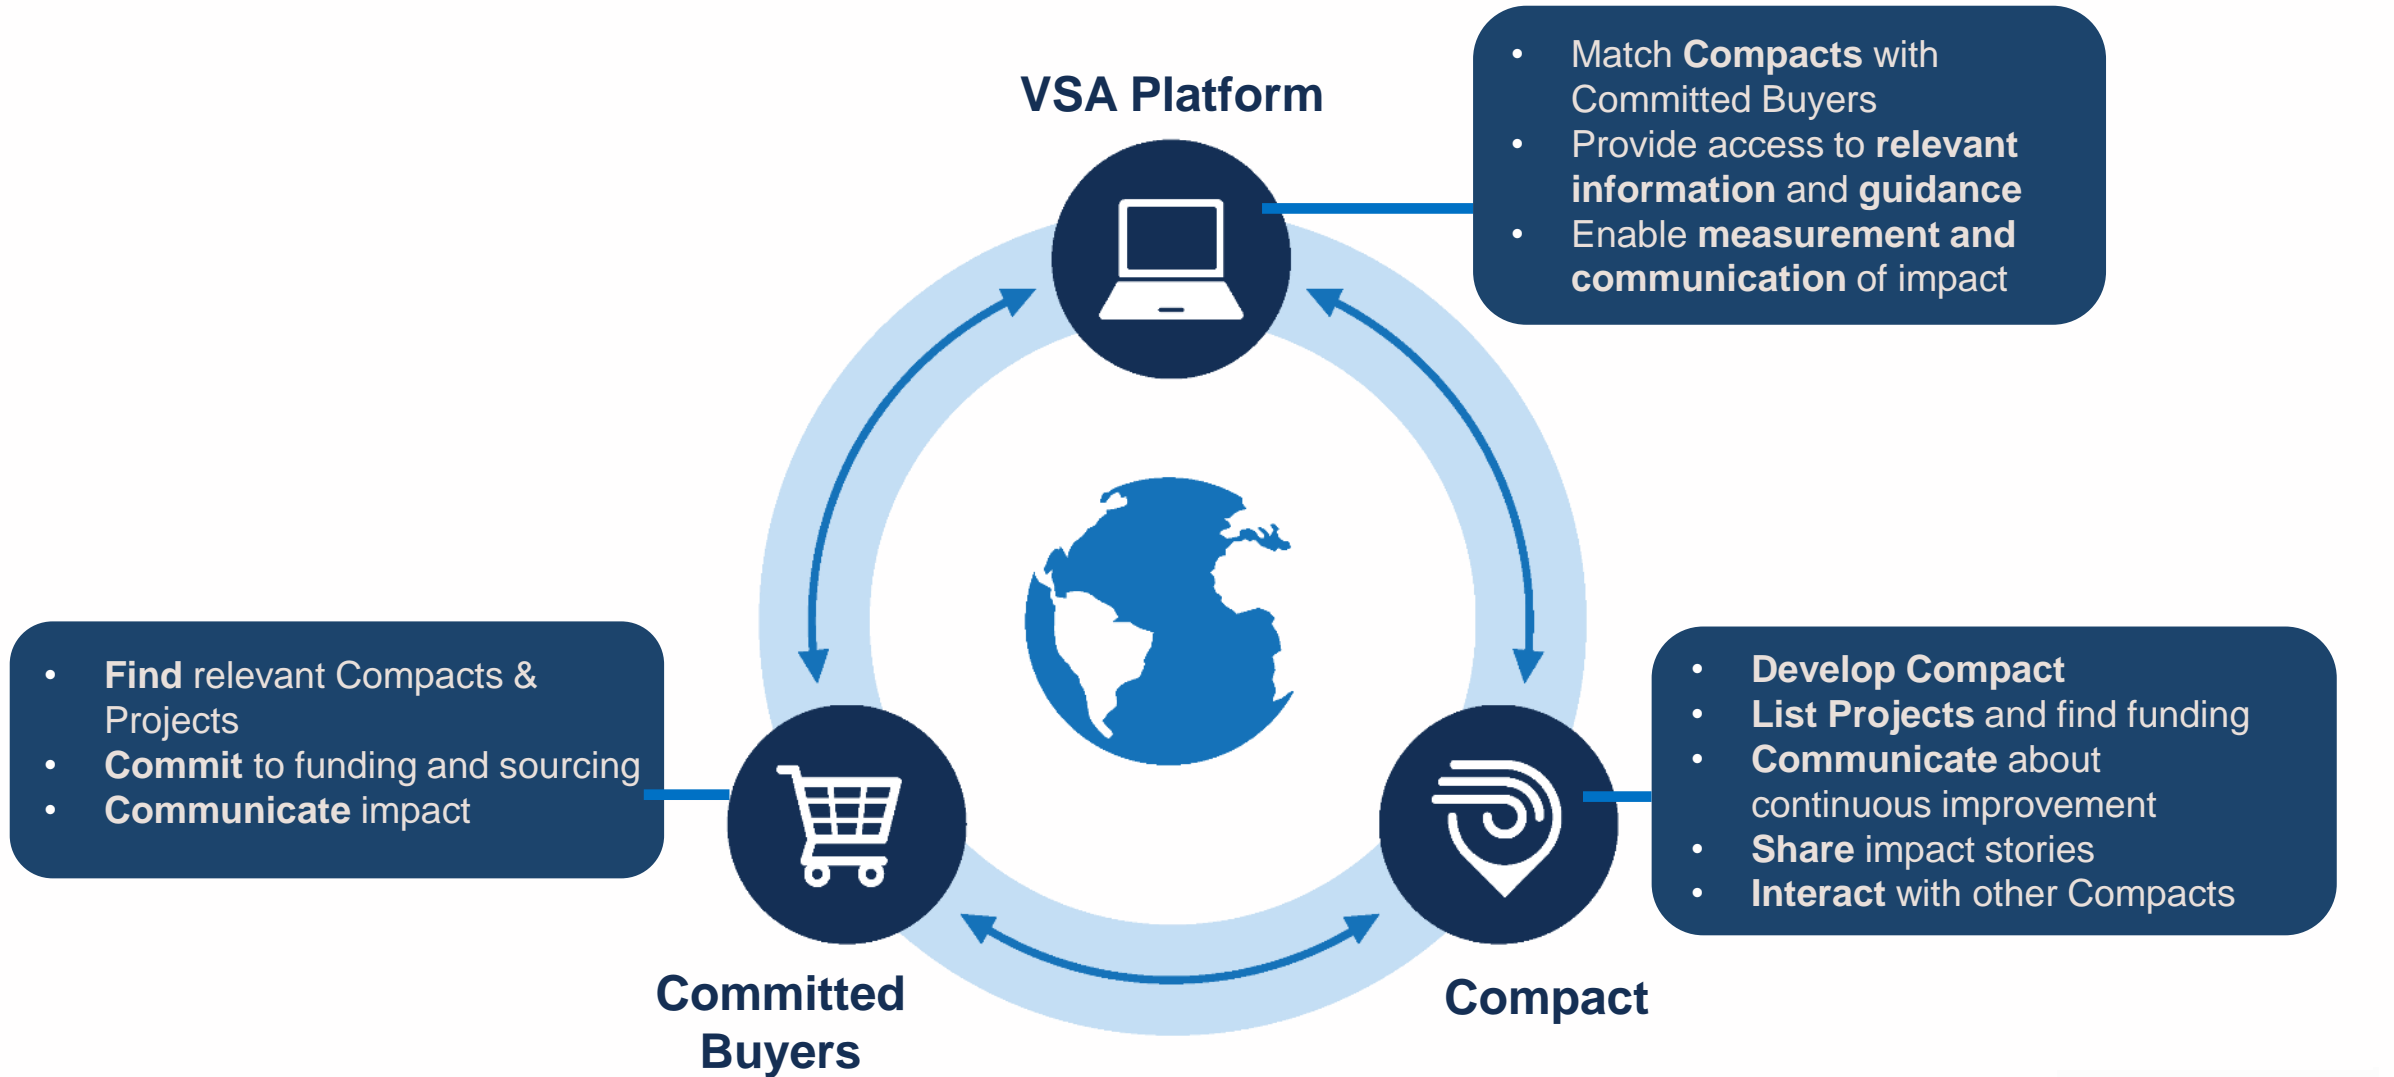 VSA Platform
• Match Compacts with
Committed Buyers
• Provide access to relevant
information and guidance
• Enable measurement and
communication of impact
• Find relevant Compacts &
Projects
• Commit to funding and sourcing
• Communicate impact
• Develop Compact
• List Projects and find funding
• Communicate about
continuous improvement
• Share impact stories
• Interact with other Compacts
Committed
Buyers
Compact